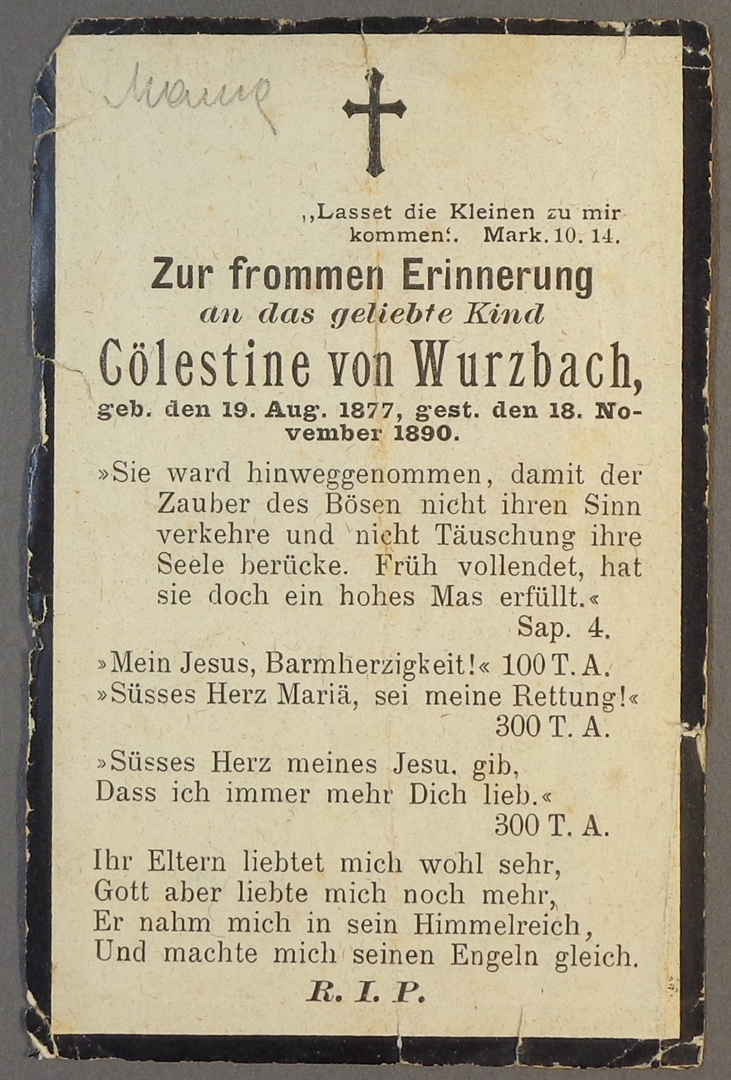 Mama
„Lasset die Kleinen zu mir
kommen“. Mark. 10. 14.
Zur frommen Erinnerung
an das geliebte Kind
Cölestine von Wurzbach,
geb. den 19. Aug. 1877, gest. den 18. No-
vember 1890.
»Sie ward hinweggenommen, damit der
Zauber des Bösen nicht ihren Sinn
verkehre und nicht Täuschung ihre
Seele berücke. Früh vollendet, hat
sie doch ein hohes Mas erfüllt.«
Sap. 4.
»Mein Jesus, Barmherzigkeit!« 100 T. A.
»Süsses Herz Mariä, sei meine Rettung!«
300 T. A.
»Süsses Herz meines Jesu, gib,
Dass ich immer mehr Dich lieb.«
300 T. A.
Ihr Eltern liebtet mich wohl sehr,
Gott aber liebte mich noch mehr,
Er nahm mich in sein Himmelreich,
Und machte mich seinen Engeln gleich.
R. I. P.